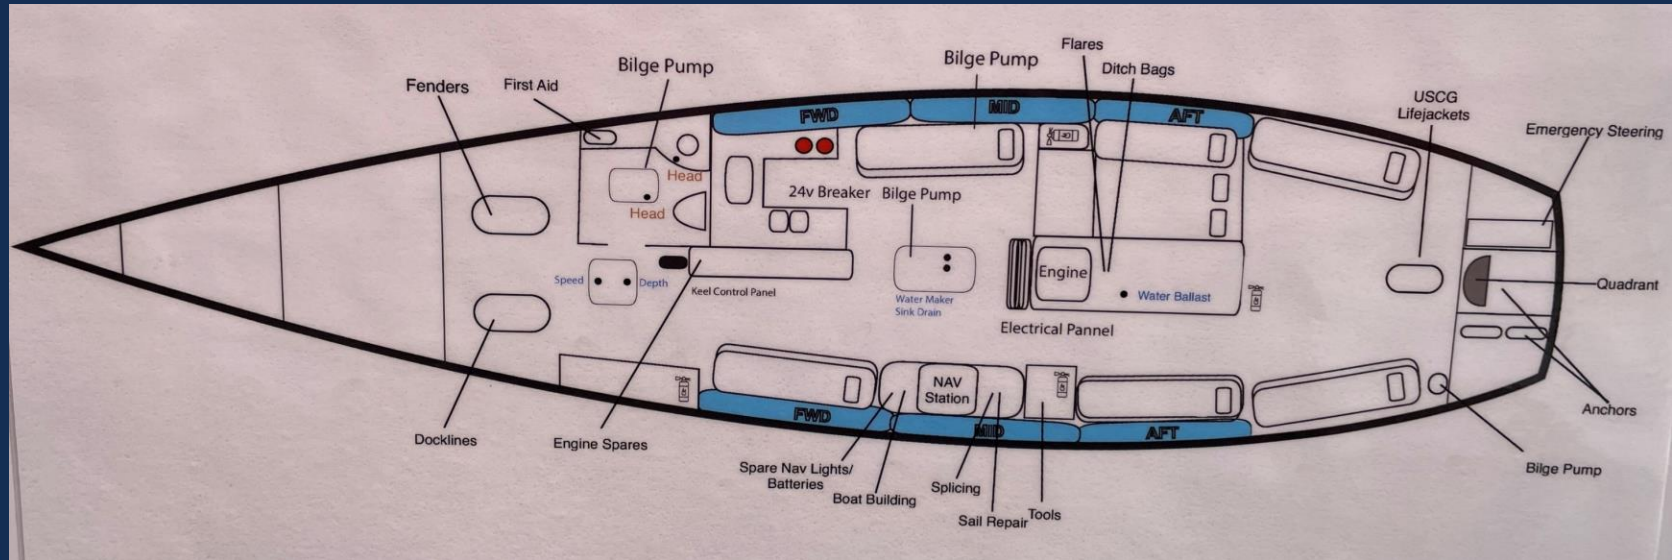 Flares
Bilge Pump
Ditch Bags
Bilge Pump
Fenders
First Aid
USCG
Lifejackets
Emergency Steering
FWD
MID
AFT
Head
24v Breaker
Bilge Pump
Head
Engine
Speed
Depth
Keel Control Panel
Water Maker
Sink Drain
Water Ballast
Quadrant
Electrical Pannel
NAV
Station
FWD
MID
AFT
Anchors
Docklines
Engine Spares
Spare Nav Lights/
Batteries
Boat Building
Splicing
Sail Repair
Tools
Bilge Pump